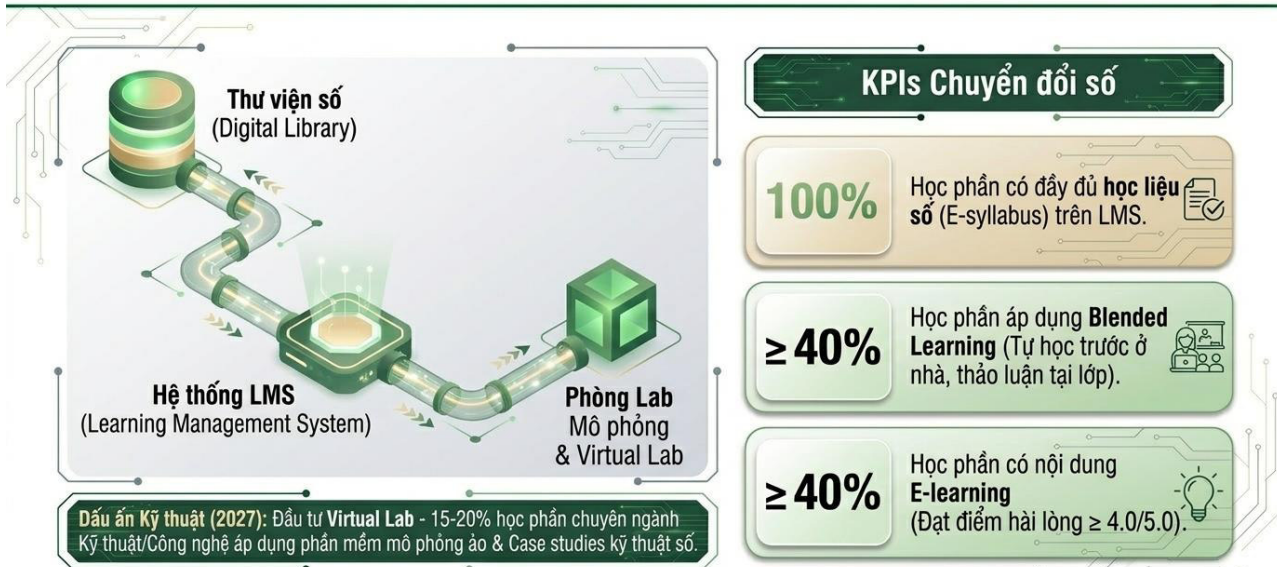 Thư viện số
(Digital Library)
Hệ thống LMS
(Learning Management System)
Phòng Lab
Mô phỏng
& Virtual Lab
Dấu ấn Kỹ thuật (2027): Đầu tư Virtual Lab - 15-20% học phần chuyên ngành
Kỹ thuật/Công nghệ áp dụng phần mềm mô phỏng ảo & Case studies kỹ thuật số.
KPIs Chuyển đổi số
100%
Học phần có đầy đủ học liệu
số (E-syllabus) trên LMS.
≥ 40%
Học phần áp dụng Blended
Learning (Tự học trước ở
nhà, thảo luận tại lớp).
≥ 40%
Học phần có nội dung
E-learning
(Đạt điểm hài lòng ≥ 4.0/5.0).